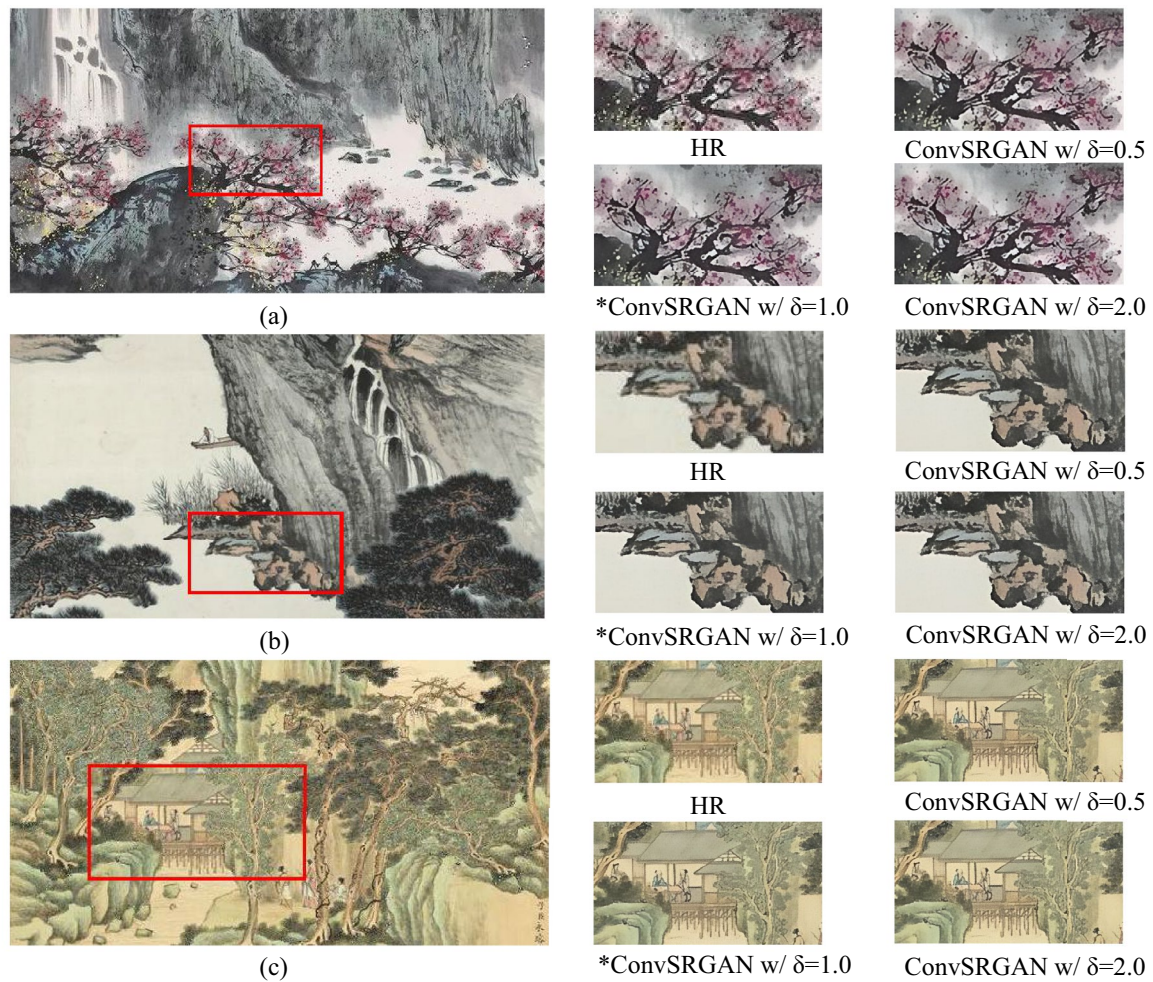 HR
ConvSRGAN w/ δ=0.5
*ConvSRGAN w/ δ=1.0
ConvSRGAN w/ δ=2.0
(a)
HR
ConvSRGAN w/ δ=0.5
*ConvSRGAN w/ δ=1.0
ConvSRGAN w/ δ=2.0
(b)
HR
ConvSRGAN w/ δ=0.5
*ConvSRGAN w/ δ=1.0
ConvSRGAN w/ δ=2.0
(c)